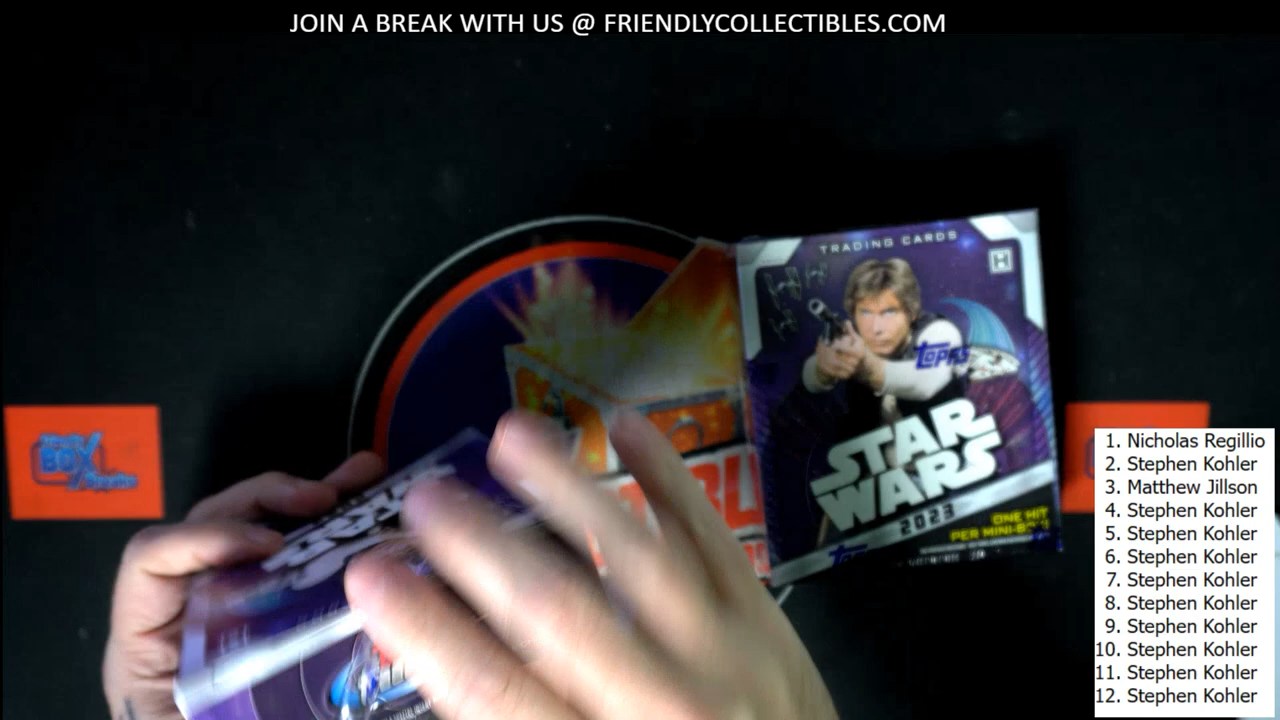 JOIN A BREAK WITH US @ FRIENDLYCOLLECTIBLES.COM
TRADING CARDS
H
TOPPS
STAR
WARS
2023
ONE HIT
PER MINI-BOX!
topps
BOX
1. Nicholas Regillio
2. Stephen Kohler
3. Matthew Jillson
4. Stephen Kohler
5. Stephen Kohler
6. Stephen Kohler
7. Stephen Kohler
8. Stephen Kohler
9. Stephen Kohler
10. Stephen Kohler
11. Stephen Kohler
12. Stephen Kohler